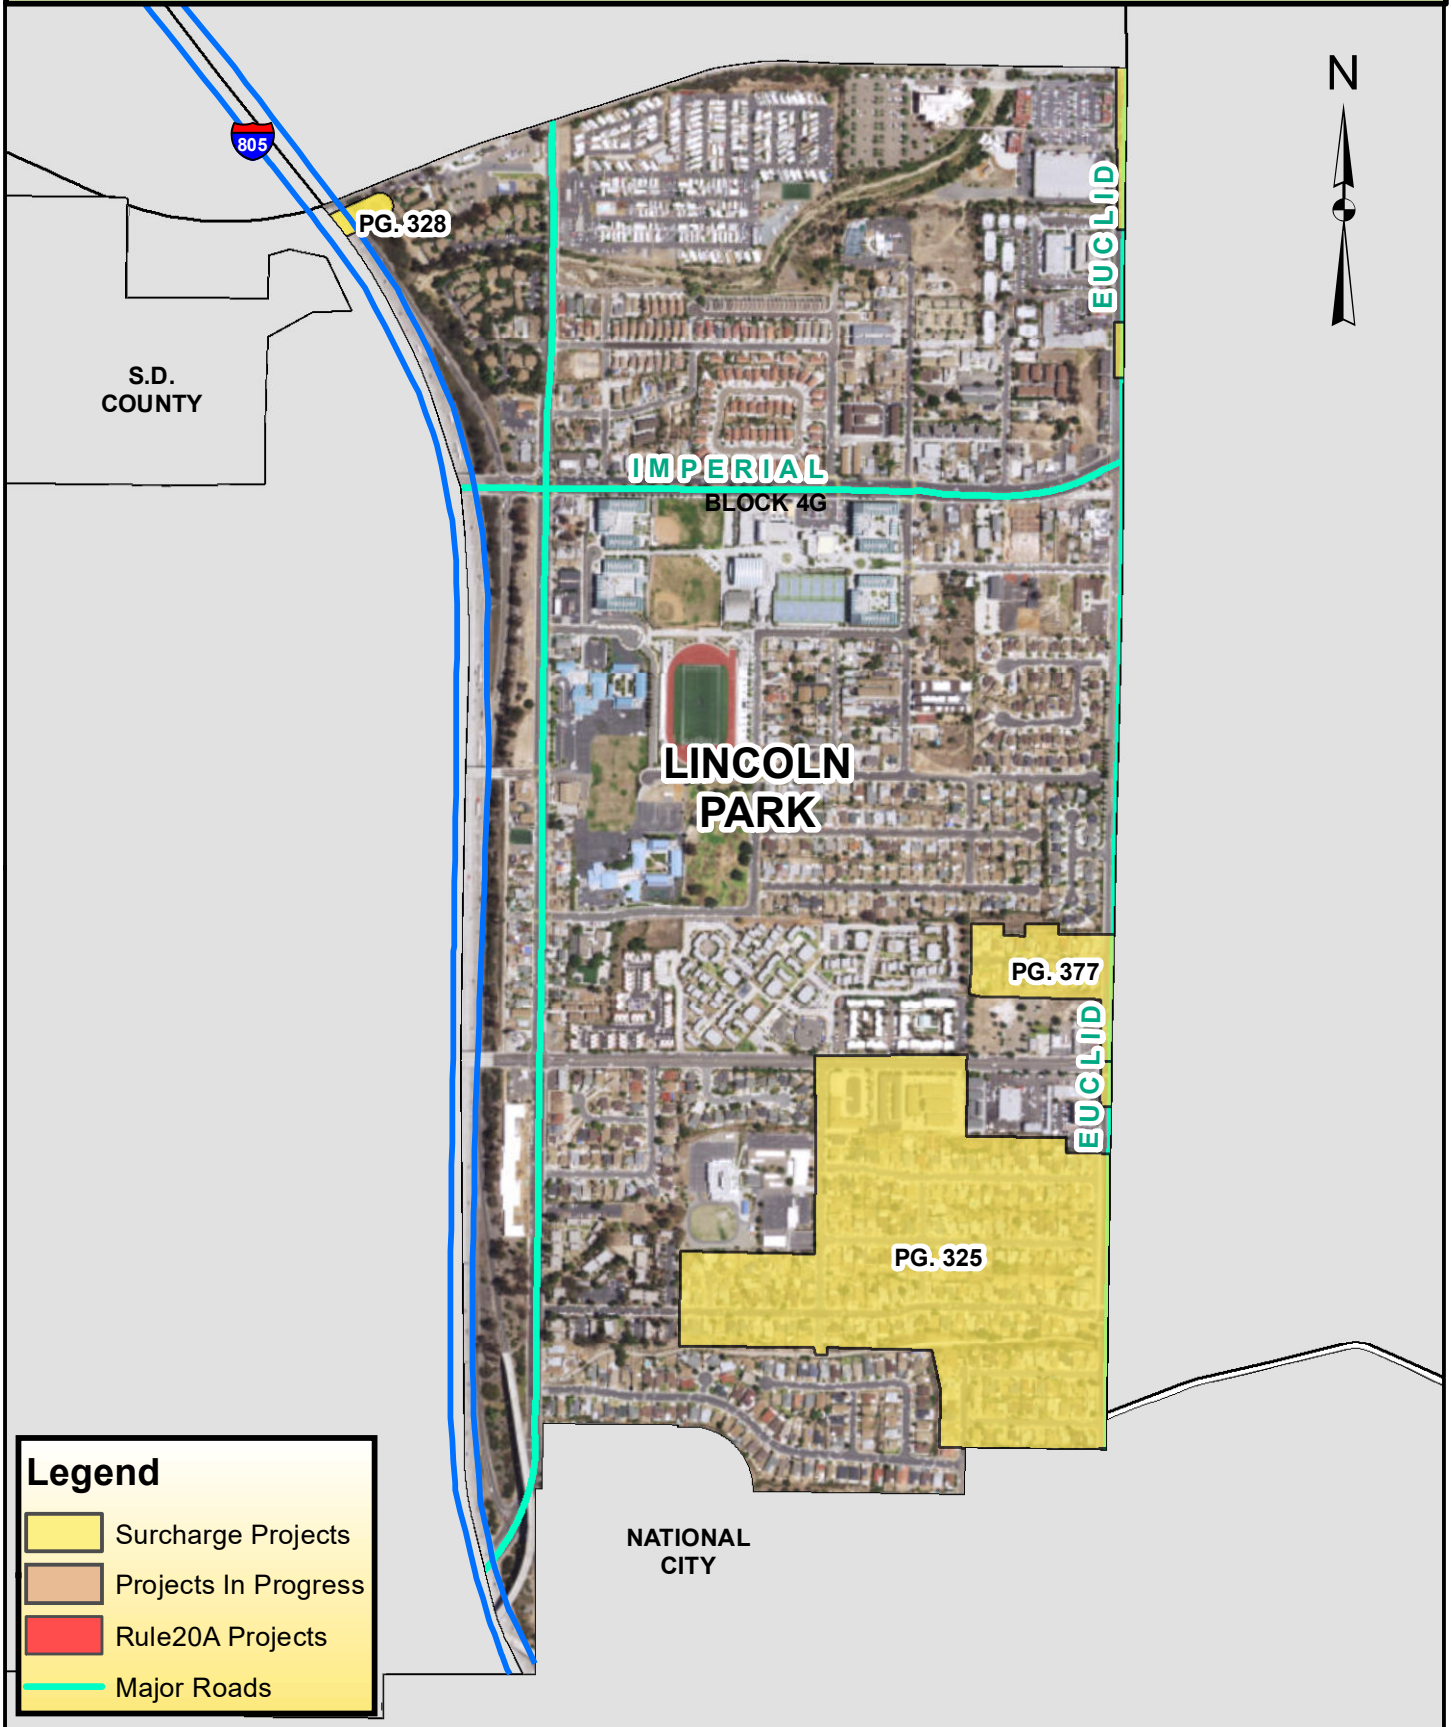 N
805
EUCLID
PG. 328
S.D.
COUNTY
IMPERIAL
BLOCK 4G
LINCOLN
PARK
PG. 377
EUCLID
PG. 325
NATIONAL
CITY
Legend
Surcharge Projects
Projects In Progress
Rule20A Projects
Major Roads